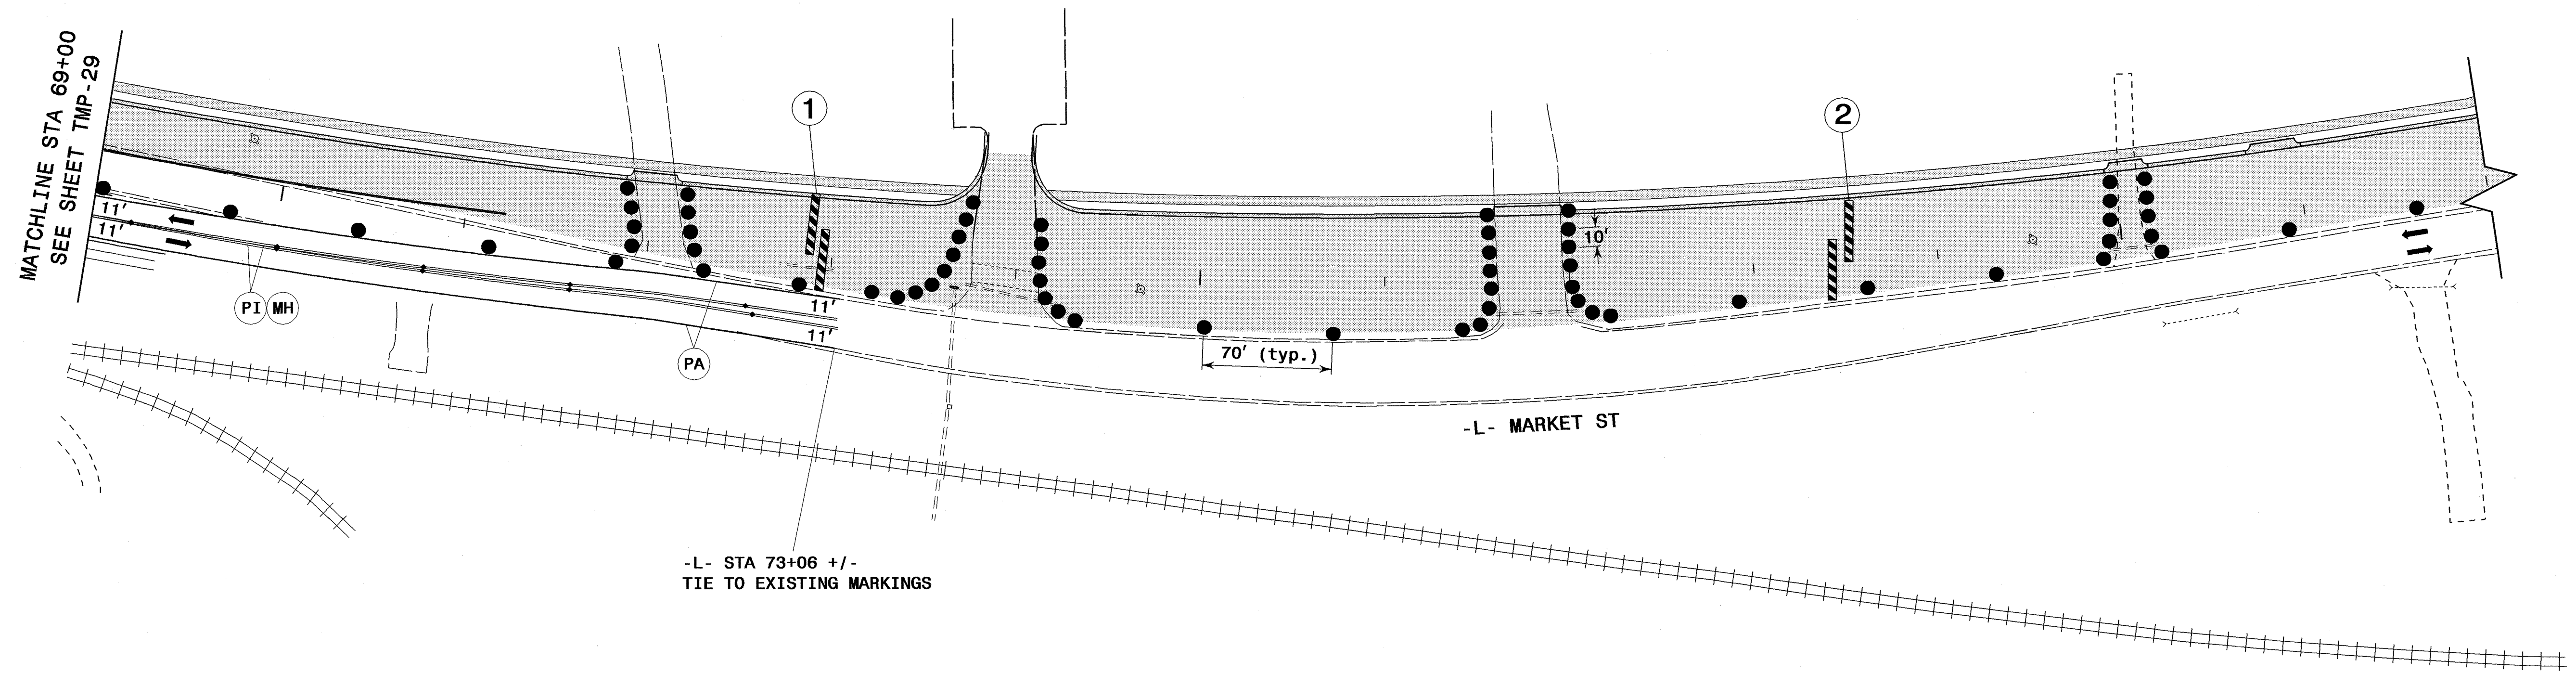 MATCHLINE STA 69+00
SEE SHEET TMP-29
11'
11'
PI MH
1
PA
11'
11'
-L- STA 73+06 +/-
TIE TO EXISTING MARKINGS
70' (typ.)
10'
-L- MARKET ST
2